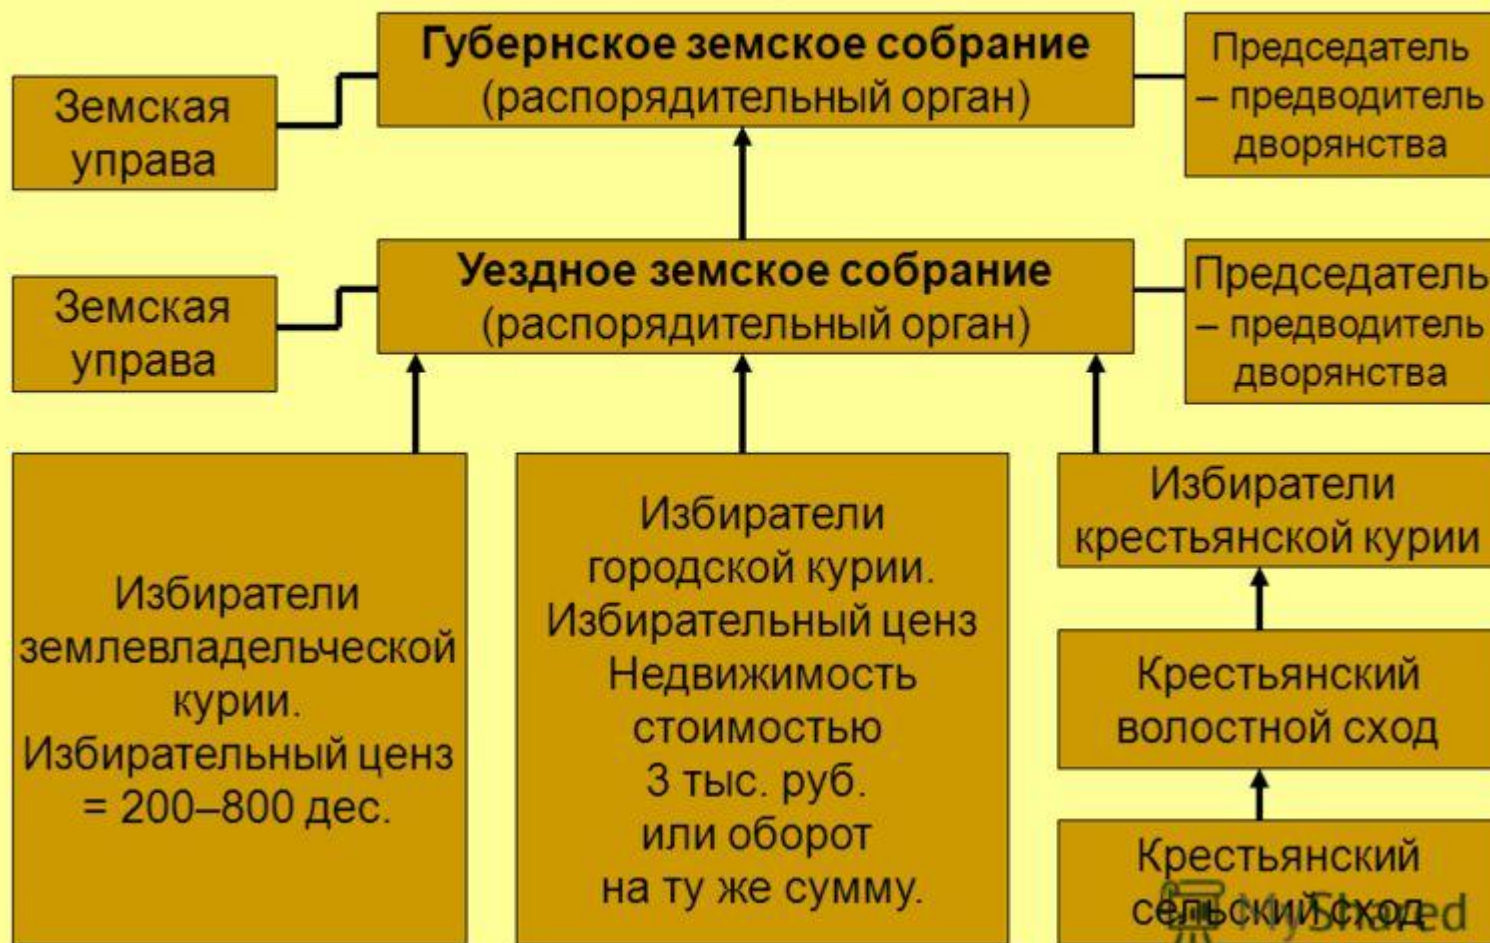 Губернское земское собрание
(распорядительный орган)
Председатель
– предводитель
дворянства
Земская
управа
Уездное земское собрание
(распорядительный орган)
Председатель
– предводитель
дворянства
Земская
управа
Избиратели
землевладельческой
курии.
Избирательный ценз
= 200–800 дес.
Избиратели
городской курии.
Избирательный ценз
Недвижимость
стоимостью
3 тыс. руб.
или оборот
на ту же сумму.
Избиратели
крестьянской курии
Крестьянский
волостной сход
Крестьянский
сельский сход
MyShared